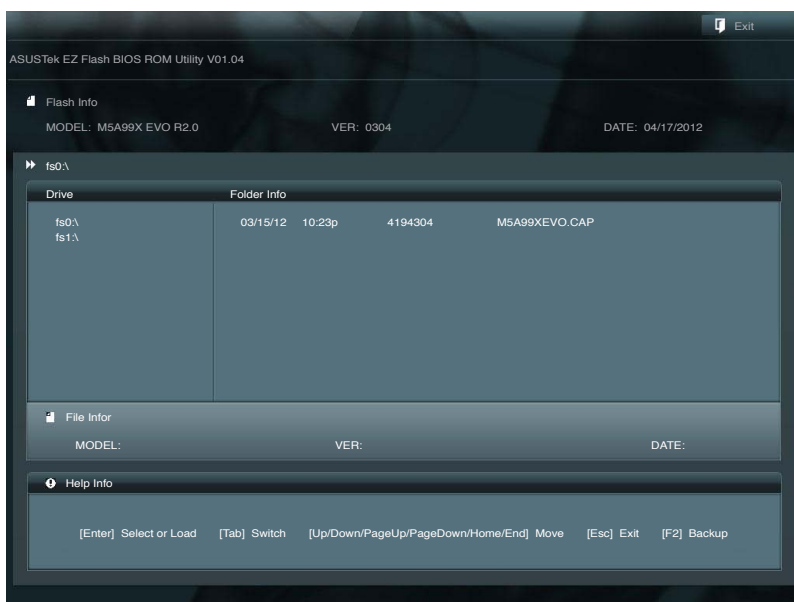 Exit
ASUSTek EZ Flash BIOS ROM Utility V01.04
Flash Info
MODEL: M5A99X EVO R2.0 VER: 0304 DATE: 04/17/2012
fs0:\
Drive Folder Info
fs0:\ 03/15/12 10:23p 4194304 M5A99XEVO.CAP
fs1:\
File Infor
MODEL: VER: DATE:
Help Info
[Enter] Select or Load [Tab] Switch [Up/Down/PageUp/PageDown/Home/End] Move [Esc] Exit [F2] Backup